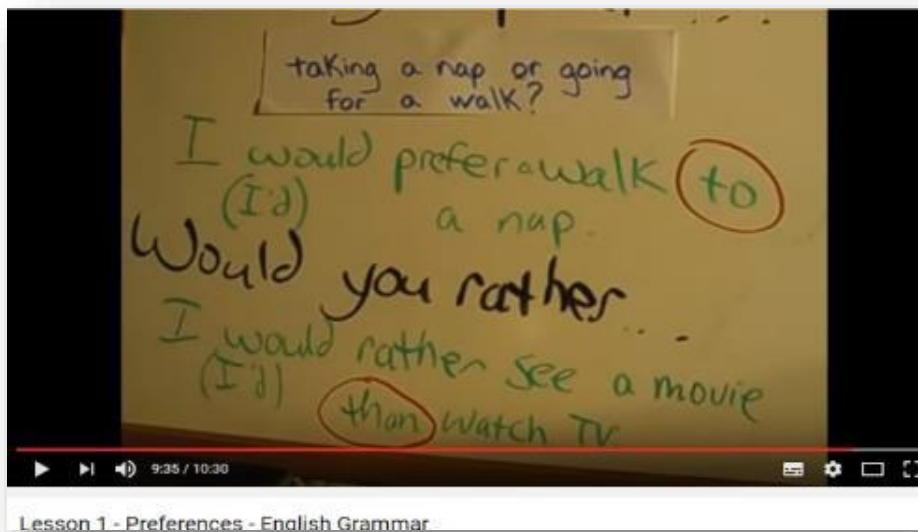 taking a nap or going
for a walk?
I would prefer a walk to
(I'd) a nap.
Would you rather...
I would rather see a movie
(I'd)
than watch TV
9:35 / 10:30
Lesson 1 - Preferences - English Grammar